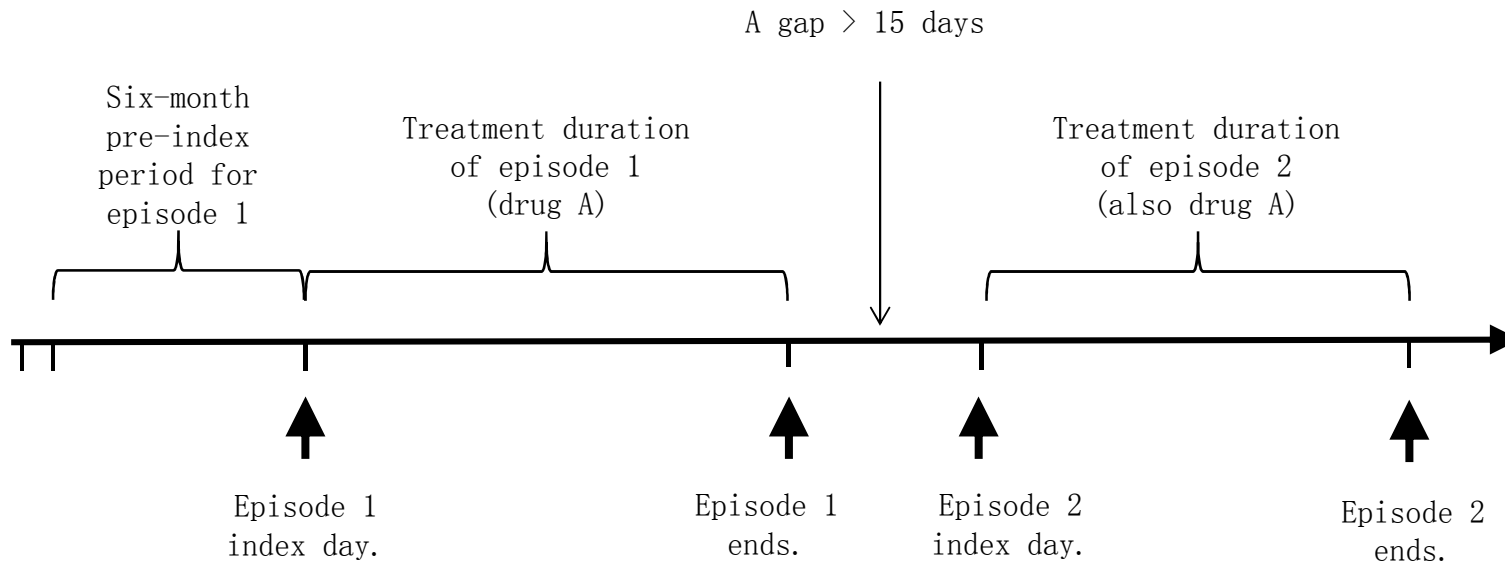 A gap > 15 days
Six-month
pre-index
period for
episode 1
Treatment duration
of episode 1
(drug A)
Treatment duration
of episode 2
(also drug A)
Episode 1
index day.
Episode 1
ends.
Episode 2
index day.
Episode 2
ends.